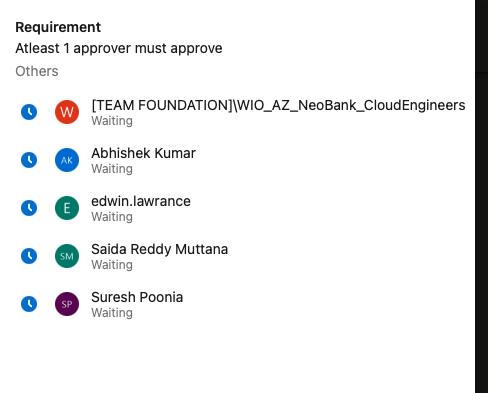 Requirement
Atleast 1 approver must approve
Others
W [TEAM FOUNDATION]\WIO_AZ_NeoBank_CloudEngineers
Waiting
AK Abhishek Kumar
Waiting
E edwin.lawrance
Waiting
SM Saida Reddy Muttana
Waiting
SP Suresh Poonia
Waiting